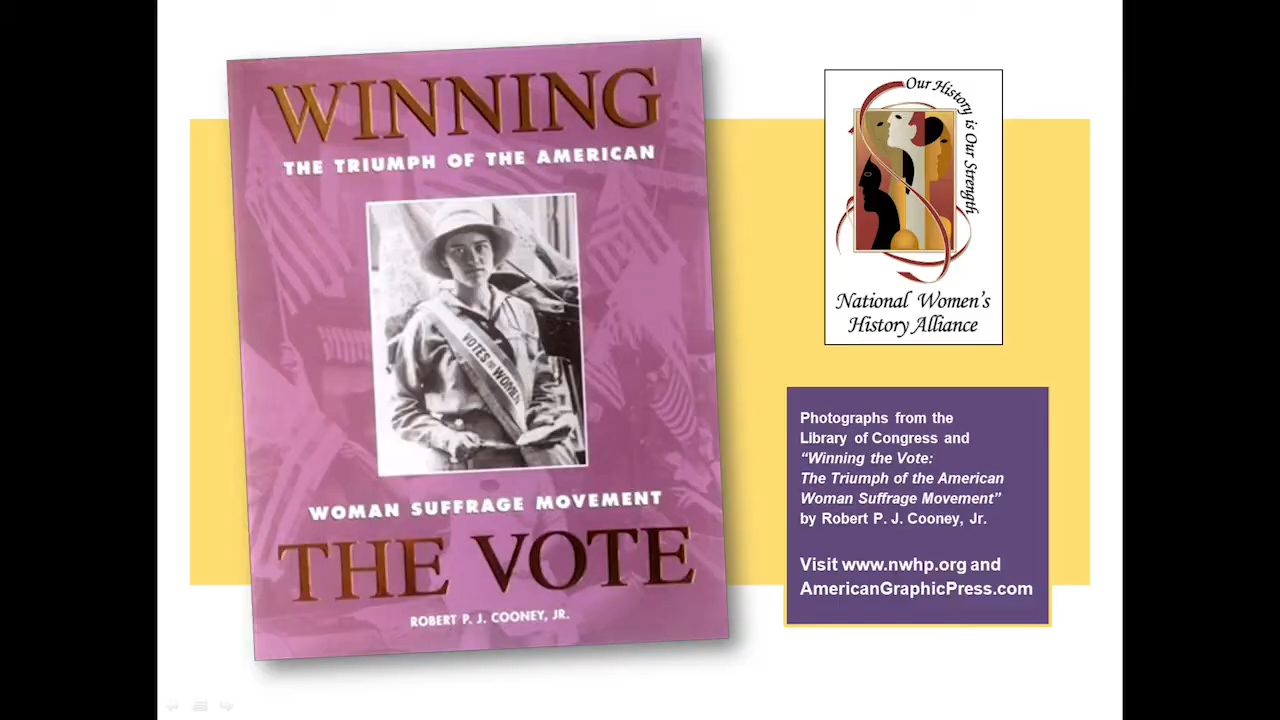 WINNING
THE TRIUMPH OF THE AMERICAN
VOTES FOR WOMEN
WOMAN SUFFRAGE MOVEMENT
THE VOTE
ROBERT P. J. COONEY, JR.
Our History is Our Strength
National Women's
History Alliance
Photographs from the
Library of Congress and
“Winning the Vote:
The Triumph of the American
Woman Suffrage Movement”
by Robert P. J. Cooney, Jr.
Visit www.nwhp.org and
AmericanGraphicPress.com